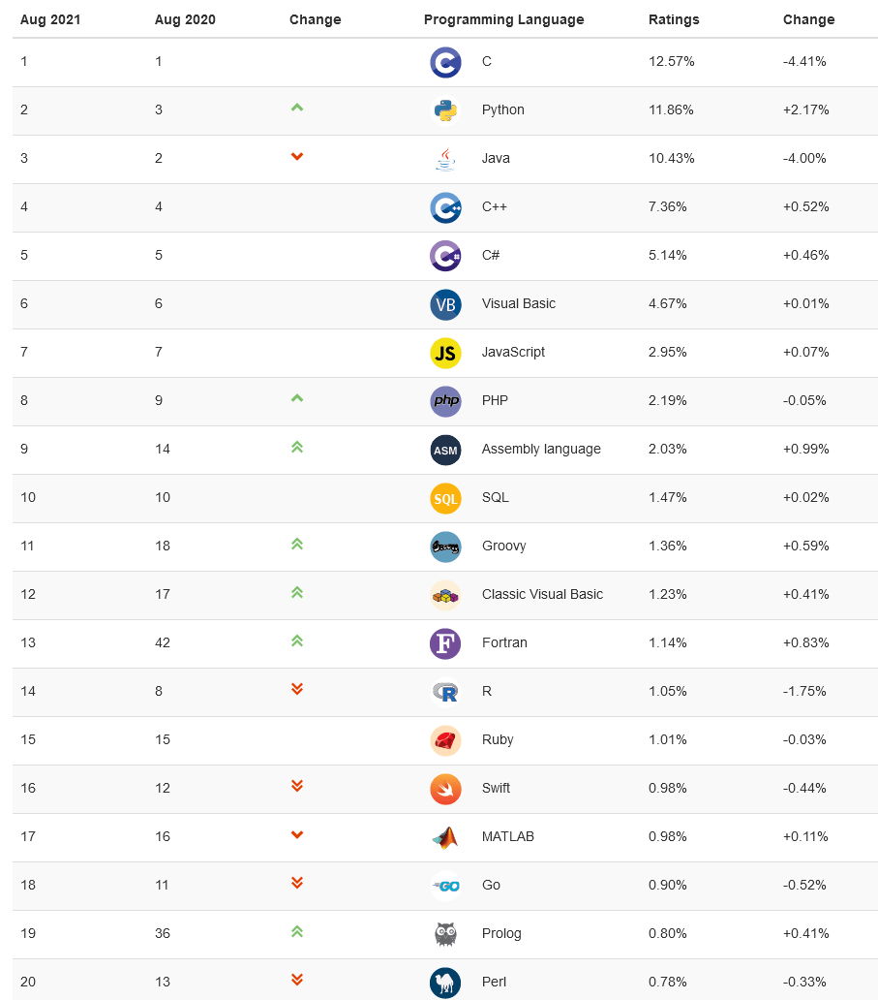 Aug 2021 Aug 2020 Change Programming Language Ratings Change
1 1 C 12.57% -4.41%
2 3 Python 11.86% +2.17%
3 2 Java 10.43% -4.00%
4 4 C++ 7.36% +0.52%
5 5 C# 5.14% +0.46%
6 6 VB Visual Basic 4.67% +0.01%
7 7 JS JavaScript 2.95% +0.07%
8 9 php PHP 2.19% -0.05%
9 14 ASM Assembly language 2.03% +0.99%
10 10 SQL SQL 1.47% +0.02%
11 18 Groovy 1.36% +0.59%
12 17 Classic Visual Basic 1.23% +0.41%
13 42 F Fortran 1.14% +0.83%
14 8 R R 1.05% -1.75%
15 15 Ruby 1.01% -0.03%
16 12 Swift 0.98% -0.44%
17 16 MATLAB 0.98% +0.11%
18 11 GO Go 0.90% -0.52%
19 36 Prolog 0.80% +0.41%
20 13 Perl 0.78% -0.33%